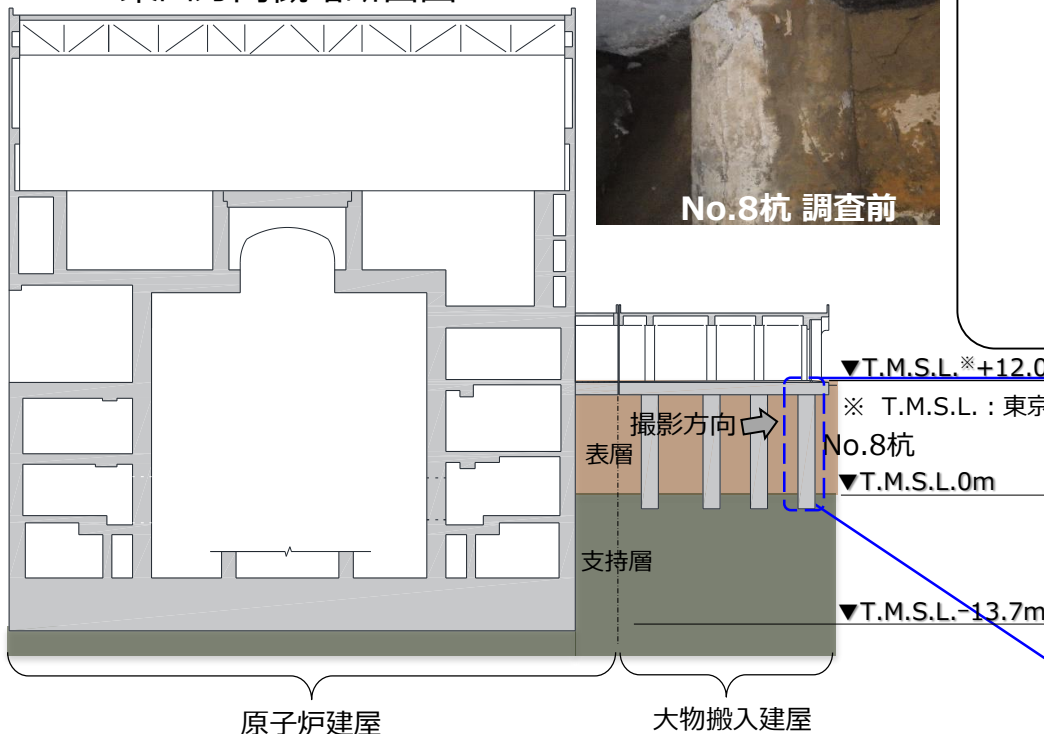 No.8杭 調査前
▼T.M.S.L.※+12.0
※ T.M.S.L.：東京
撮影方向
No.8杭
表層
▼T.M.S.L.0m
支持層
▼T.M.S.L.-13.7m
原子炉建屋
大物搬入建屋